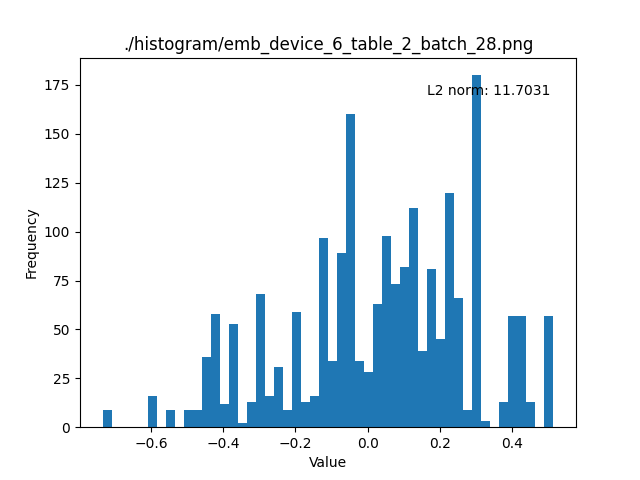 ./histogram/emb_device_6_table_2_batch_28.png
L2 norm: 11.7031
175
150
125
100
75
50
25
0
Frequency
−0.6 −0.4 −0.2 0.0 0.2 0.4
Value